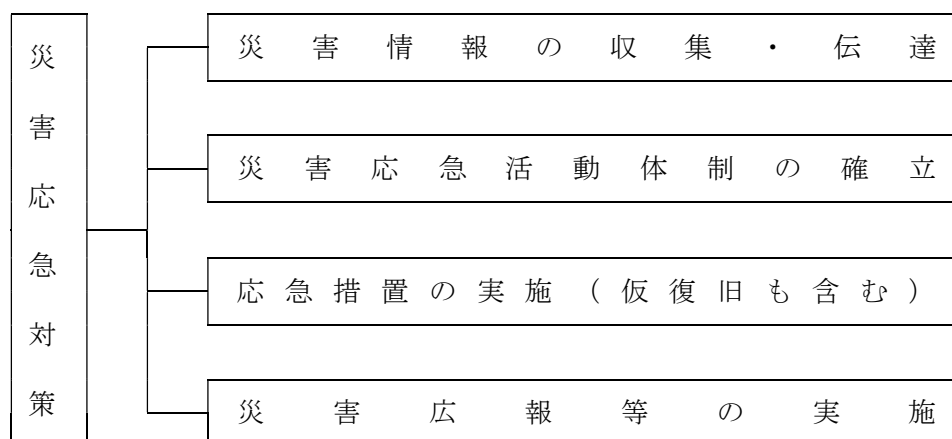 災害応急対策
災害情報の収集・伝達
災害応急活動体制の確立
応急措置の実施（仮復旧も含む）
災害広報等の実施